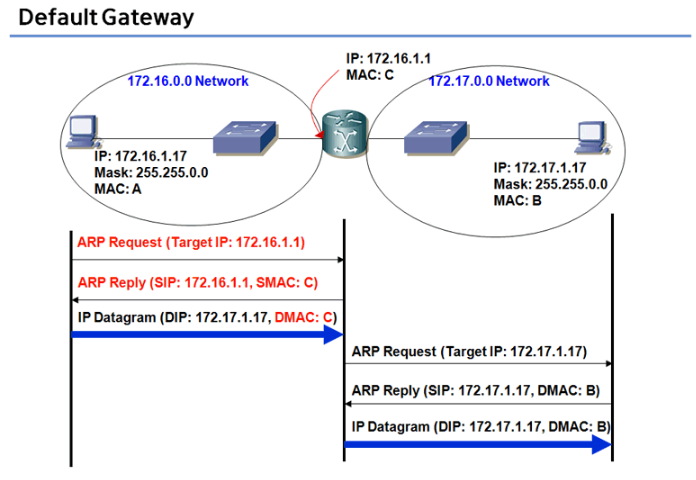 Default Gateway
IP: 172.16.1.1
MAC: C
172.16.0.0 Network
172.17.0.0 Network
IP: 172.16.1.17
Mask: 255.255.0.0
MAC: A
IP: 172.17.1.17
Mask: 255.255.0.0
MAC: B
ARP Request (Target IP: 172.16.1.1)
ARP Reply (SIP: 172.16.1.1, SMAC: C)
IP Datagram (DIP: 172.17.1.17, DMAC: C)
ARP Request (Target IP: 172.17.1.17)
ARP Reply (SIP: 172.17.1.17, DMAC: B)
IP Datagram (DIP: 172.17.1.17, DMAC: B)